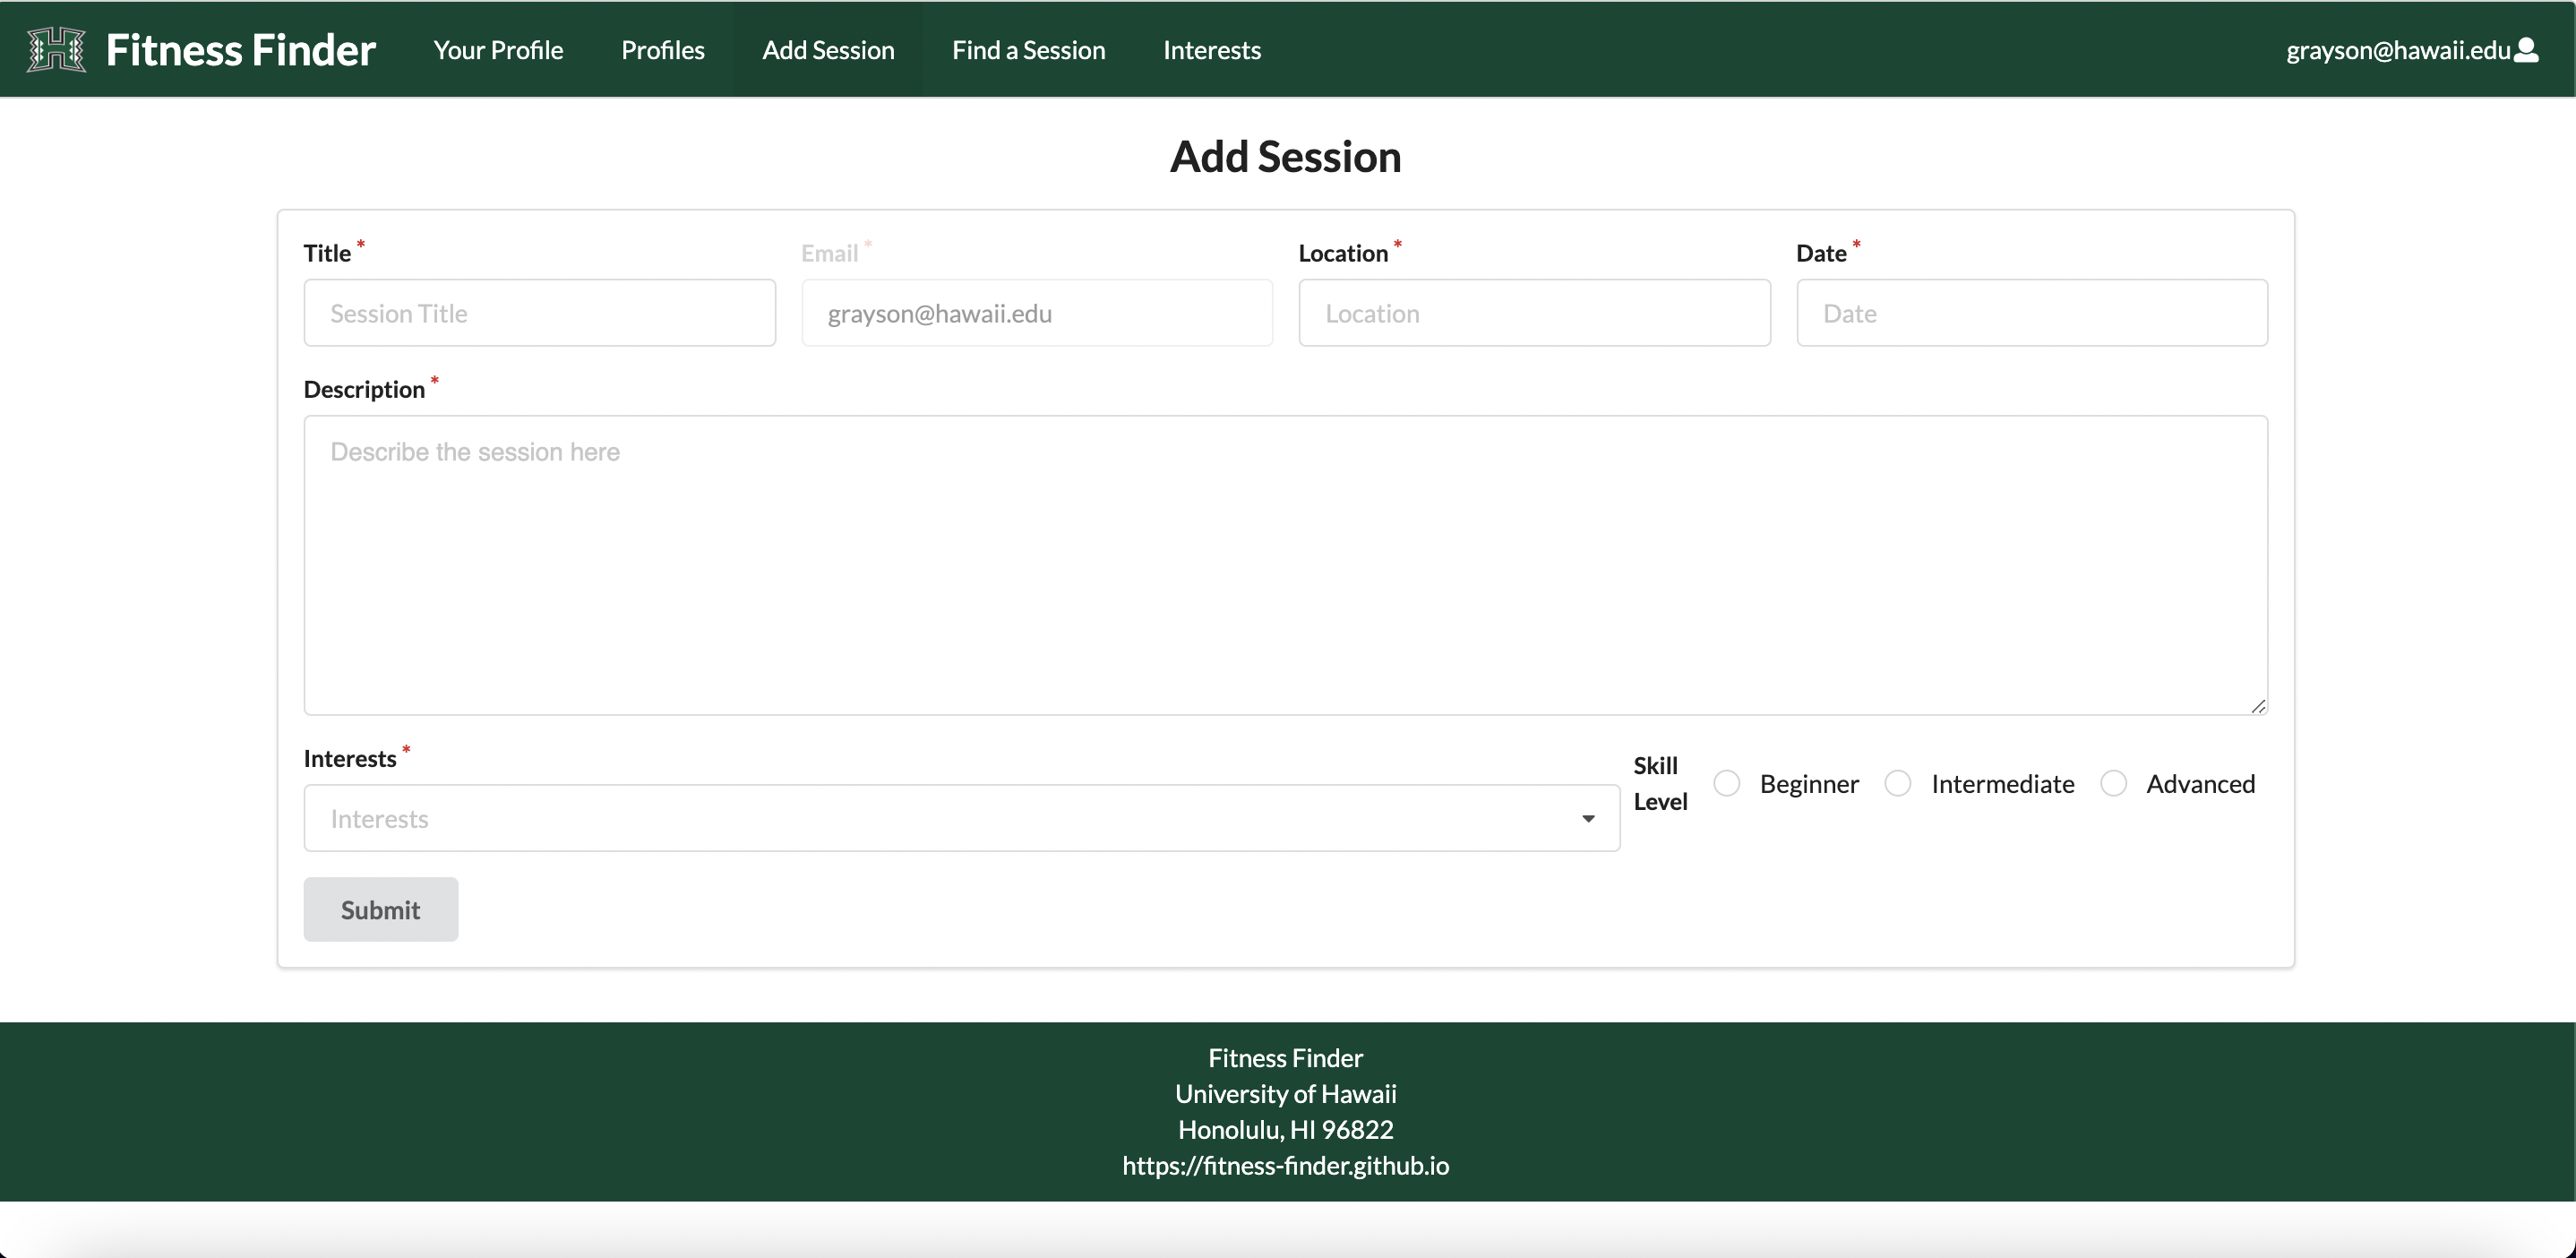 Fitness Finder Your Profile Profiles Add Session Find a Session Interests grayson@hawaii.edu
Add Session
Title * Email * Location * Date *
Session Title grayson@hawaii.edu Location Date
Description *
Describe the session here
Interests *
Interests
Skill
Level
Beginner Intermediate Advanced
Submit
Fitness Finder
University of Hawaii
Honolulu, HI 96822
https://fitness-finder.github.io